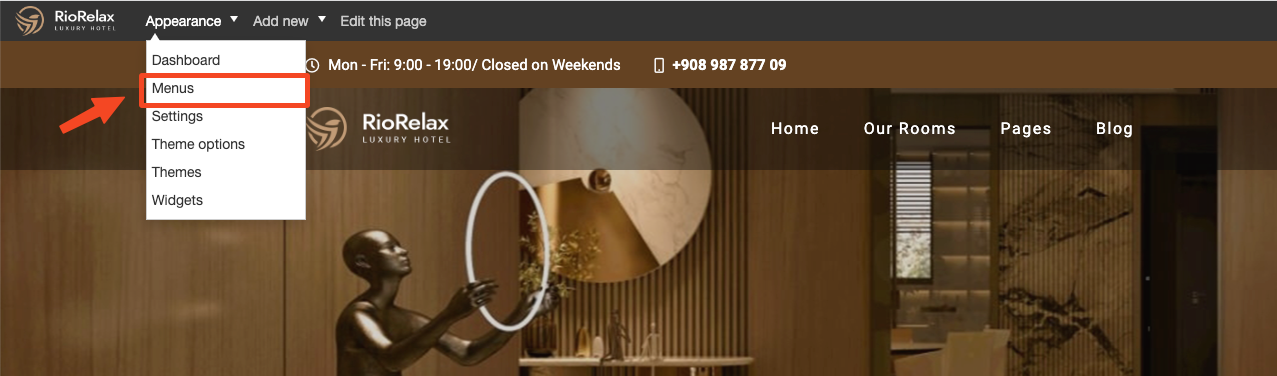 RioRelax
LUXURY HOTEL
Appearance Add new Edit this page
Dashboard
Menus
Settings
Theme options
Themes
Widgets
Mon - Fri: 9:00 - 19:00/ Closed on Weekends +908 987 877 09
RioRelax
LUXURY HOTEL
Home Our Rooms Pages Blog